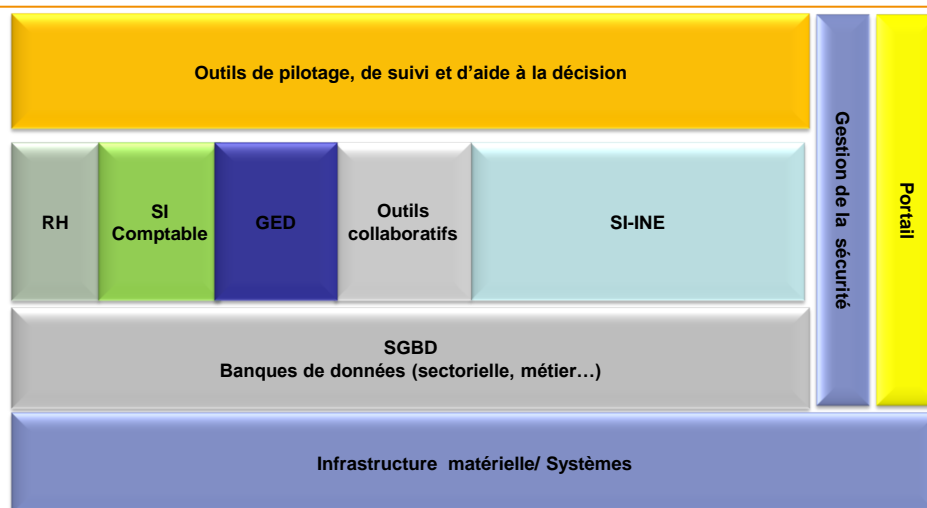 Outils de pilotage, de suivi et d'aide à la décision
RH
SI
Comptable
GED
Outils
collaboratifs
SI-INE
Gestion de la sécurité
Portail
SGBD
Banques de données (sectorielle, métier…)
Infrastructure matérielle/ Systèmes